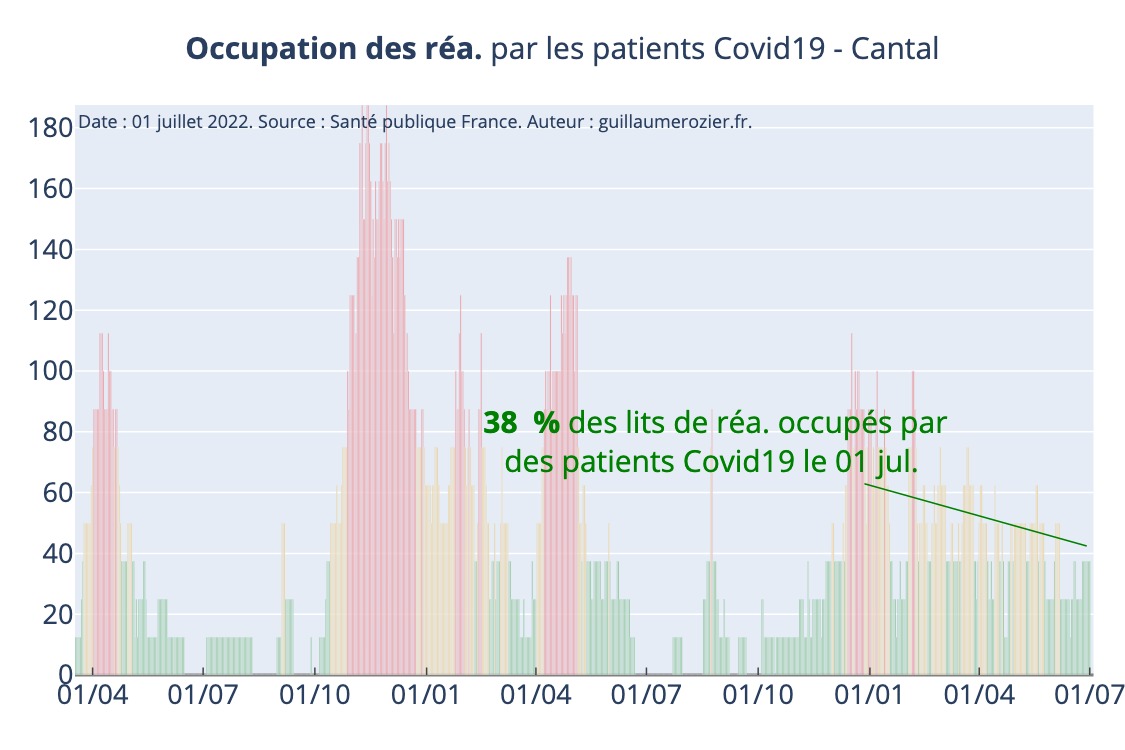 Occupation des réa. par les patients Covid19 - Cantal
Date : 01 juillet 2022. Source : Santé publique France. Auteur : guillaumerozier.fr.
180
160
140
120
100
80
60
40
20
0
38 % des lits de réa. occupés par
des patients Covid19 le 01 jul.
01/04 01/07 01/10 01/01 01/04 01/07 01/10 01/01 01/04 01/07